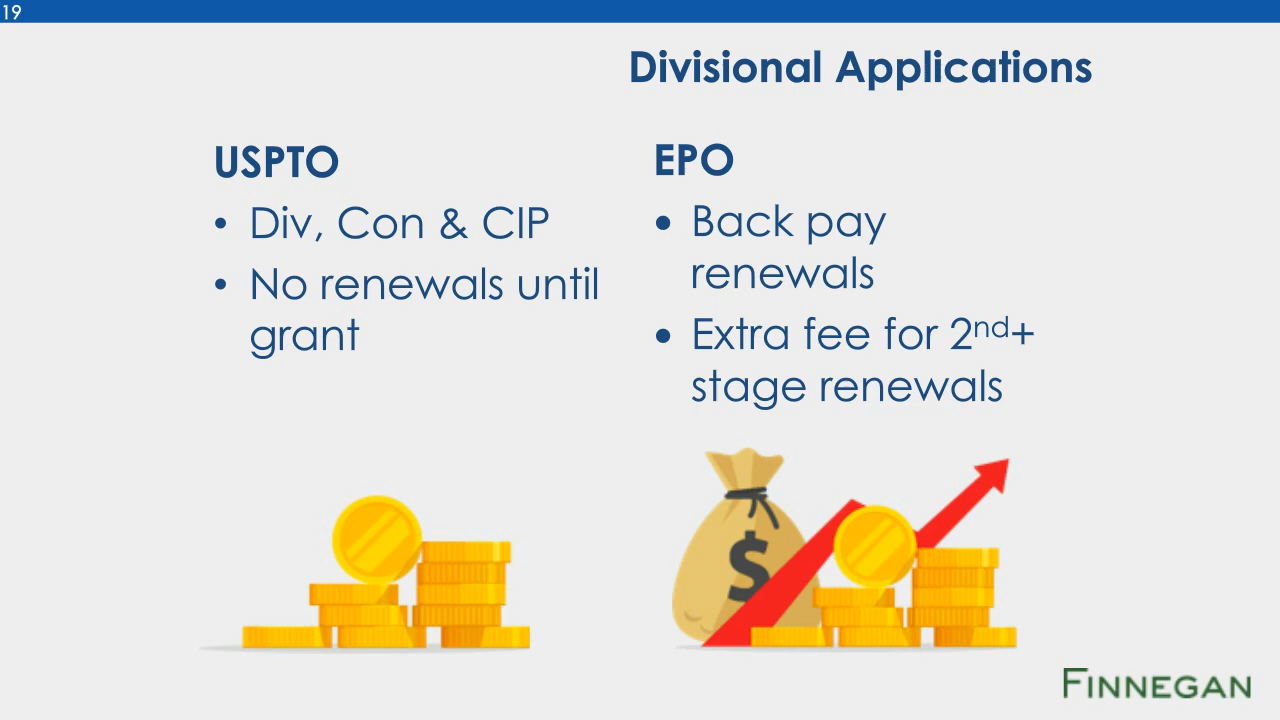 19
Divisional Applications
USPTO
• Div, Con & CIP
• No renewals until
grant
EPO
• Back pay
renewals
• Extra fee for 2nd+
stage renewals
$
FINNEGAN